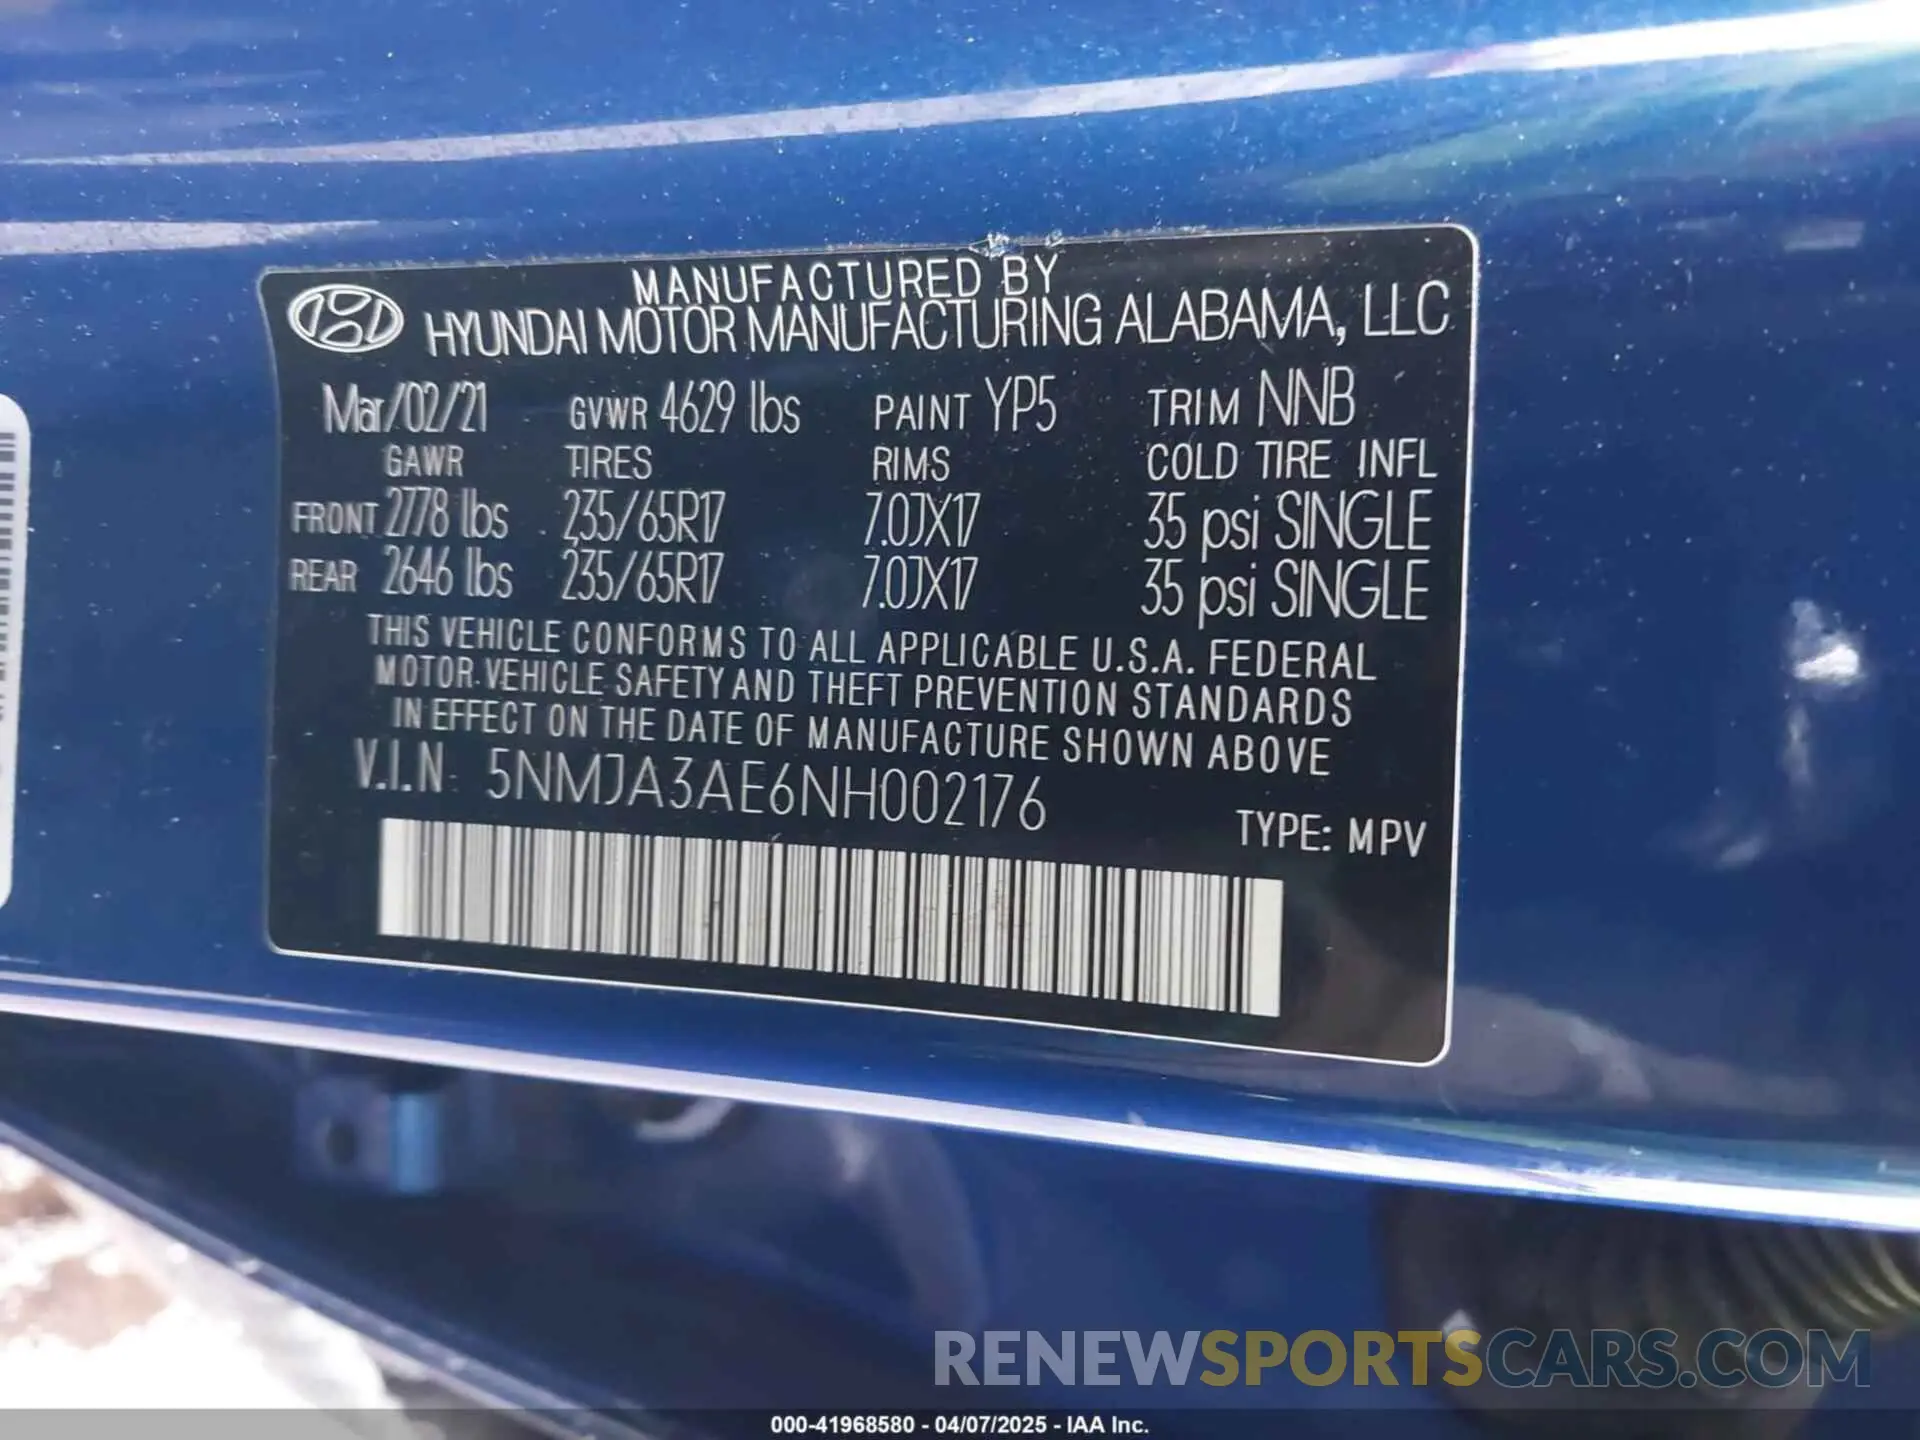 MANUFACTURED BY
HYUNDAI MOTOR MANUFACTURING ALABAMA, LLC
Mar/02/21 GVWR 4629 lbs PAINT YP5 TRIM NNB
GAWR TIRES RIMS COLD TIRE INFL
FRONT 2778 lbs 235/65R17 7.0JX17 35 psi SINGLE
REAR 2646 lbs 235/65R17 7.0JX17 35 psi SINGLE
THIS VEHICLE CONFORMS TO ALL APPLICABLE U.S.A. FEDERAL
MOTOR VEHICLE SAFETY AND THEFT PREVENTION STANDARDS
IN EFFECT ON THE DATE OF MANUFACTURE SHOWN ABOVE
V.I.N: 5NMJA3AE6NH002176
TYPE: MPV
RENEWSPORTSCARS.COM
000-41968580 - 04/07/2025 - IAA Inc.